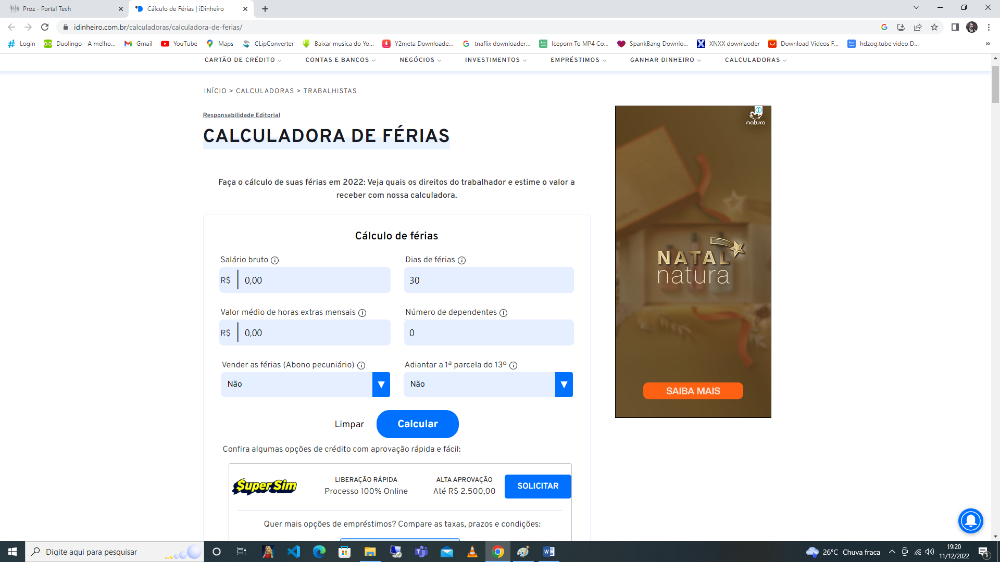 Proz - Portal Tech
Cálculo de Férias | iDinheiro
idinheiro.com.br/calculadoras/calculadora-de-ferias/
Login
Duolingo - A melho...
Gmail
YouTube
Maps
CLipConverter
Baixar musica do Yo...
Y2meta Downloade...
tnaflix downloader...
Iceporn To MP4 Co...
SpankBang Downlo...
XNXX downlaoder
Download Videos F...
hdzog.tube video D...
»
CARTÃO DE CRÉDITO
CONTAS E BANCOS
NEGÓCIOS
INVESTIMENTOS
EMPRÉSTIMOS
GANHAR DINHEIRO
CALCULADORAS
INÍCIO > CALCULADORAS > TRABALHISTAS
Responsabilidade Editorial
CALCULADORA DE FÉRIAS
Faça o cálculo de suas férias em 2022: Veja quais os direitos do trabalhador e estime o valor a
receber com nossa calculadora.
Cálculo de férias
Salário bruto
Dias de férias
R$ 0,00
30
Valor médio de horas extras mensais
Número de dependentes
R$ 0,00
0
Vender as férias (Abono pecuniário)
Adiantar a 1ª parcela do 13º
Não
Não
Limpar
Calcular
Confira algumas opções de crédito com aprovação rápida e fácil:
Super Sim
LIBERAÇÃO RÁPIDA
Processo 100% Online
ALTA APROVAÇÃO
Até R$ 2.500,00
SOLICITAR
Quer mais opções de empréstimos? Compare as taxas, prazos e condições:
natura
NATAL
natura
SAIBA MAIS
Digite aqui para pesquisar
26°C Chuva fraca
19:20
11/12/2022
1